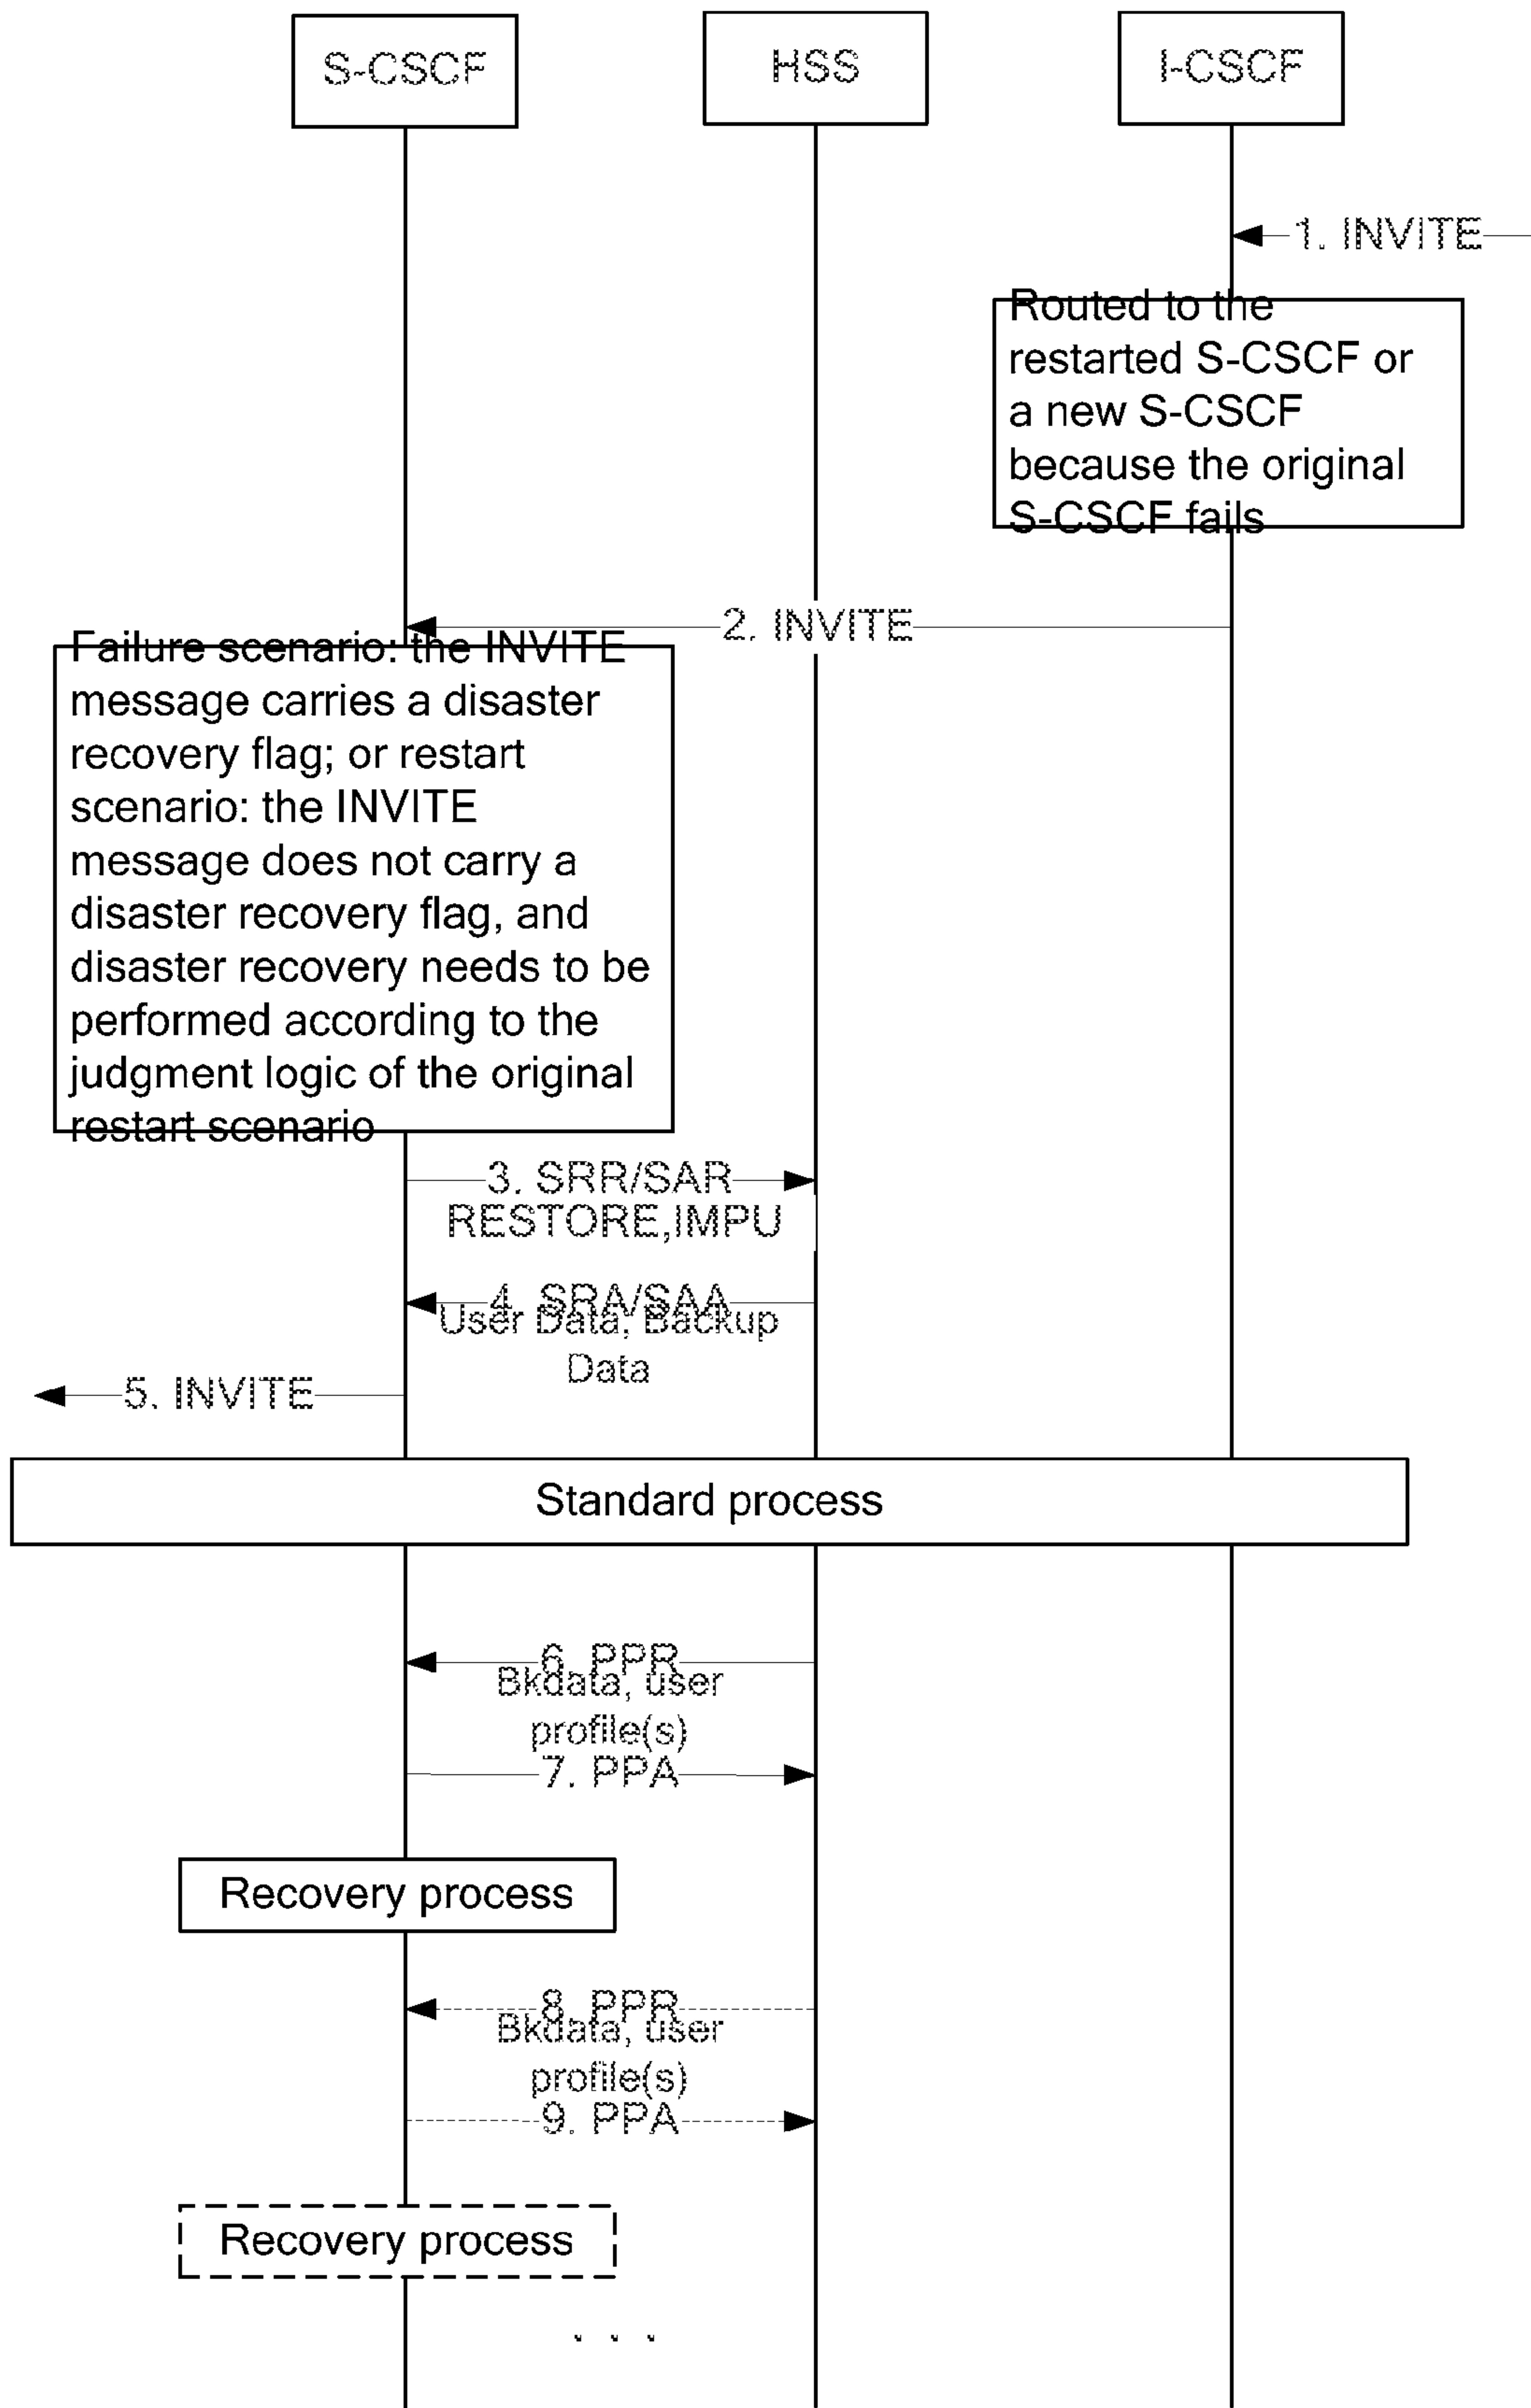 S-CSCF
HSS
I-CSCF
1. INVITE
Routed to the
restarted S-CSCF or
a new S-CSCF
because the original
S-CSCF fails
2. INVITE
Failure scenario: the INVITE
message carries a disaster
recovery flag; or restart
scenario: the INVITE
message does not carry a
disaster recovery flag, and
disaster recovery needs to be
performed according to the
judgment logic of the original
restart scenario
3. SRR/SAR
RESTORE,IMPU
4. SRA/SAA
User Data, Backup
Data
5. INVITE
Standard process
6. PPR
Bkdata, user
profile(s)
7. PPA
Recovery process
8. PPR
Bkdata, user
profile(s)
9. PPA
Recovery process
. . .